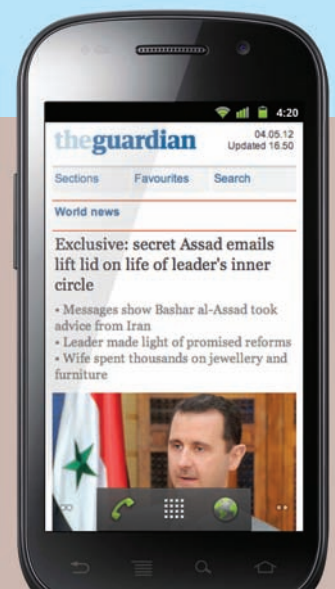 4:20
theguardian
04.05.12
Updated 16.50
Sections Favourites Search
World news
Exclusive: secret Assad emails
lift lid on life of leader's inner
circle
• Messages show Bashar al-Assad took
advice from Iran
• Leader made light of promised reforms
• Wife spent thousands on jewellery and
furniture